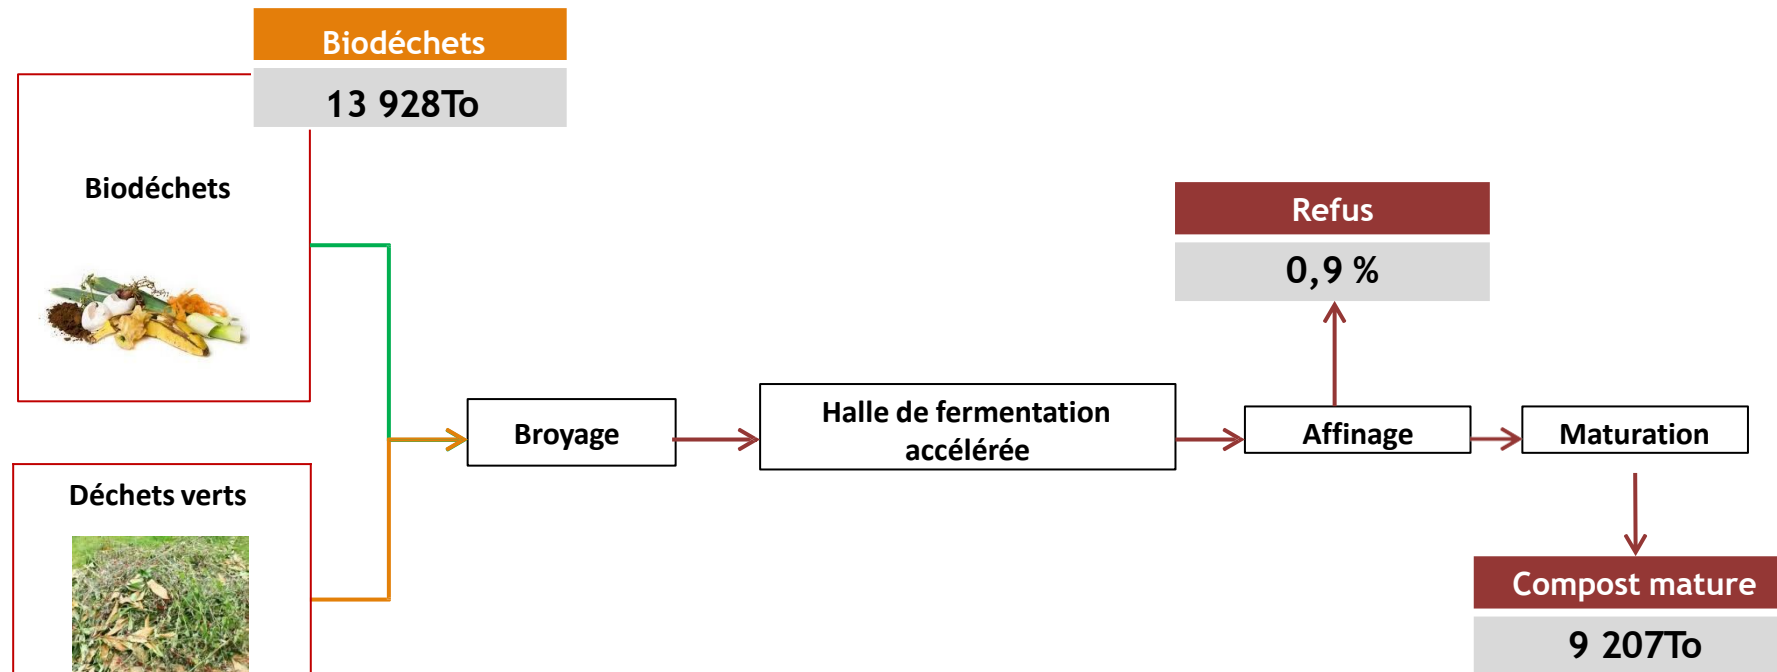 Biodéchets
13 928To
Biodéchets
Refus
0,9 %
Broyage
Halle de fermentation
accélérée
Affinage
Maturation
Déchets verts
Compost mature
9 207To